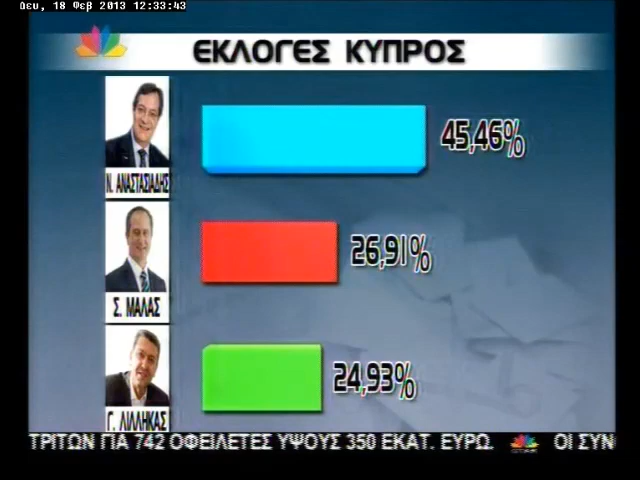 Δευ, 18 Φεβ 2013 12:33:43
ΕΚΛΟΓΕΣ ΚΥΠΡΟΣ
45,46%
Ν. ΑΝΑΣΤΑΣΙΑΔΗΣ
26,91%
Σ. ΜΑΛΑΣ
24,93%
Γ. ΛΙΛΛΗΚΑΣ
ΤΡΙΤΩΝ ΓΙΑ 742 ΟΦΕΙΛΕΤΕΣ ΥΨΟΥΣ 350 ΕΚΑΤ. ΕΥΡΩ. ΟΙ ΣΥΝ